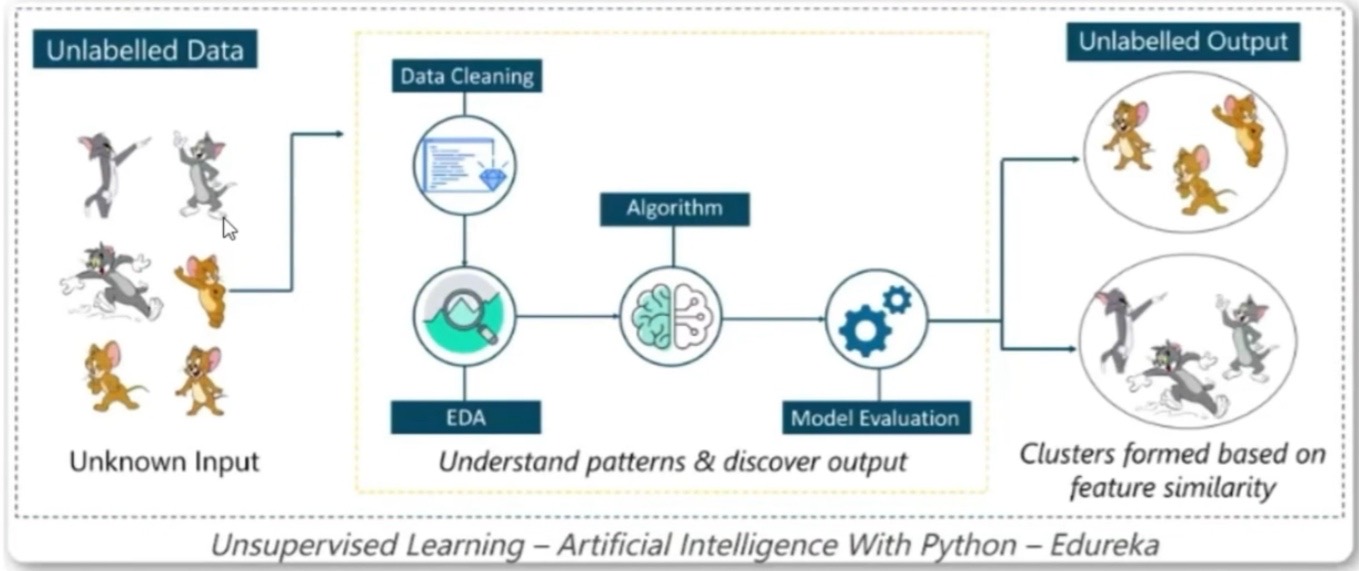 Unlabelled Data
Unlabelled Output
Data Cleaning
Algorithm
EDA
Model Evaluation
Unknown Input
Understand patterns & discover output
Clusters formed based on
feature similarity
Unsupervised Learning – Artificial Intelligence With Python – Edureka